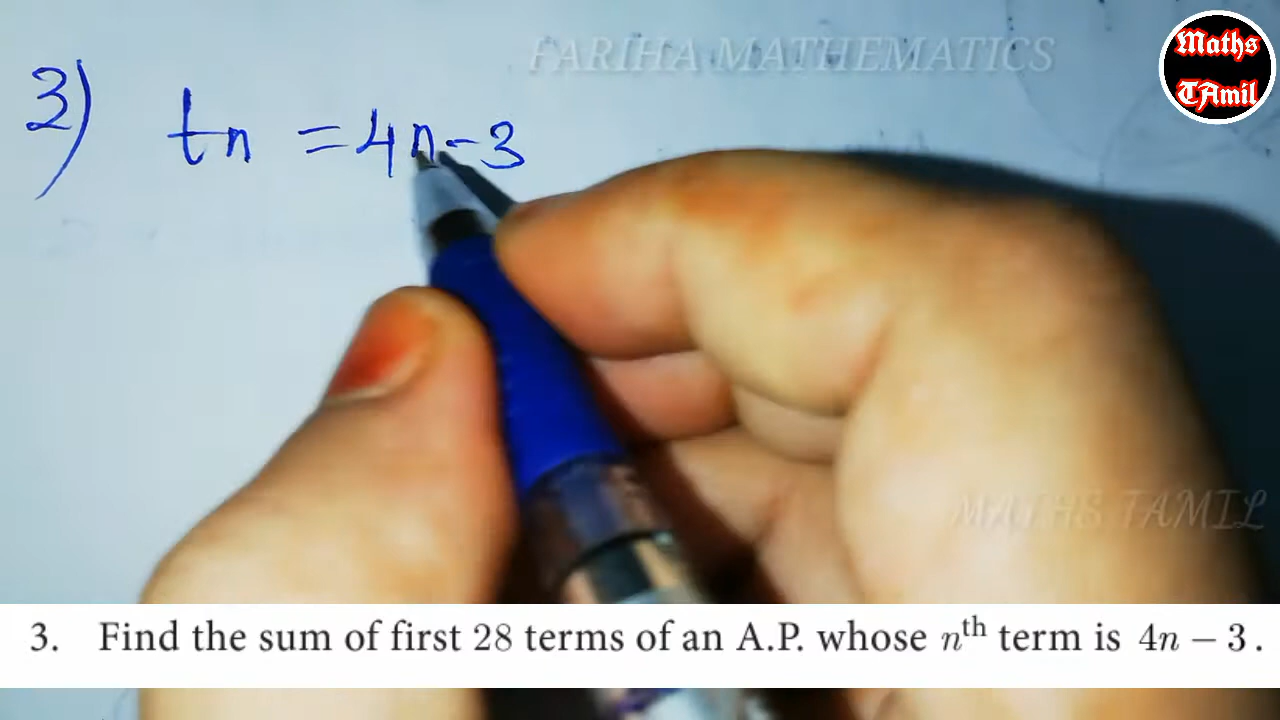 FARIHA MATHEMATICS
Maths
TAmil
3) tn = 4n-3
MATHS TAMIL
3. Find the sum of first 28 terms of an A.P. whose nth term is 4n − 3.